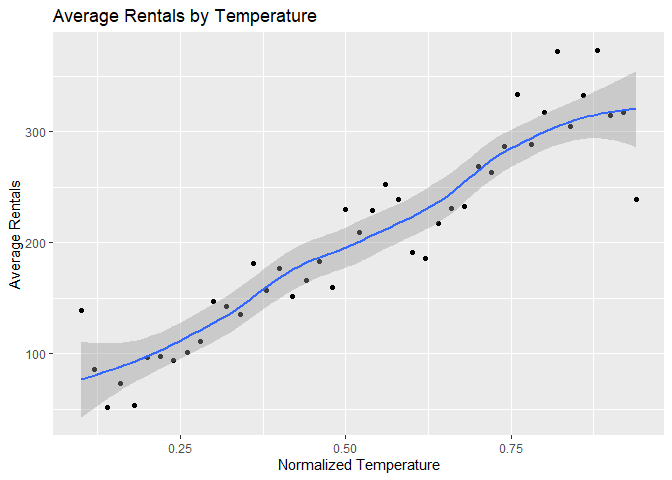 Average Rentals by Temperature
300
200
100
Average Rentals
0.25 0.50 0.75
Normalized Temperature